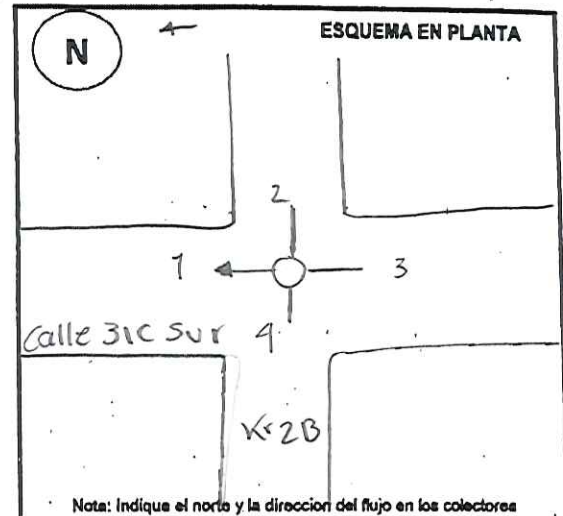 N
ESQUEMA EN PLANTA
2
1
3
Calle 31C Sur
4
Kr 2B
Nota: Indique el norte y la direccion del flujo en los colectores